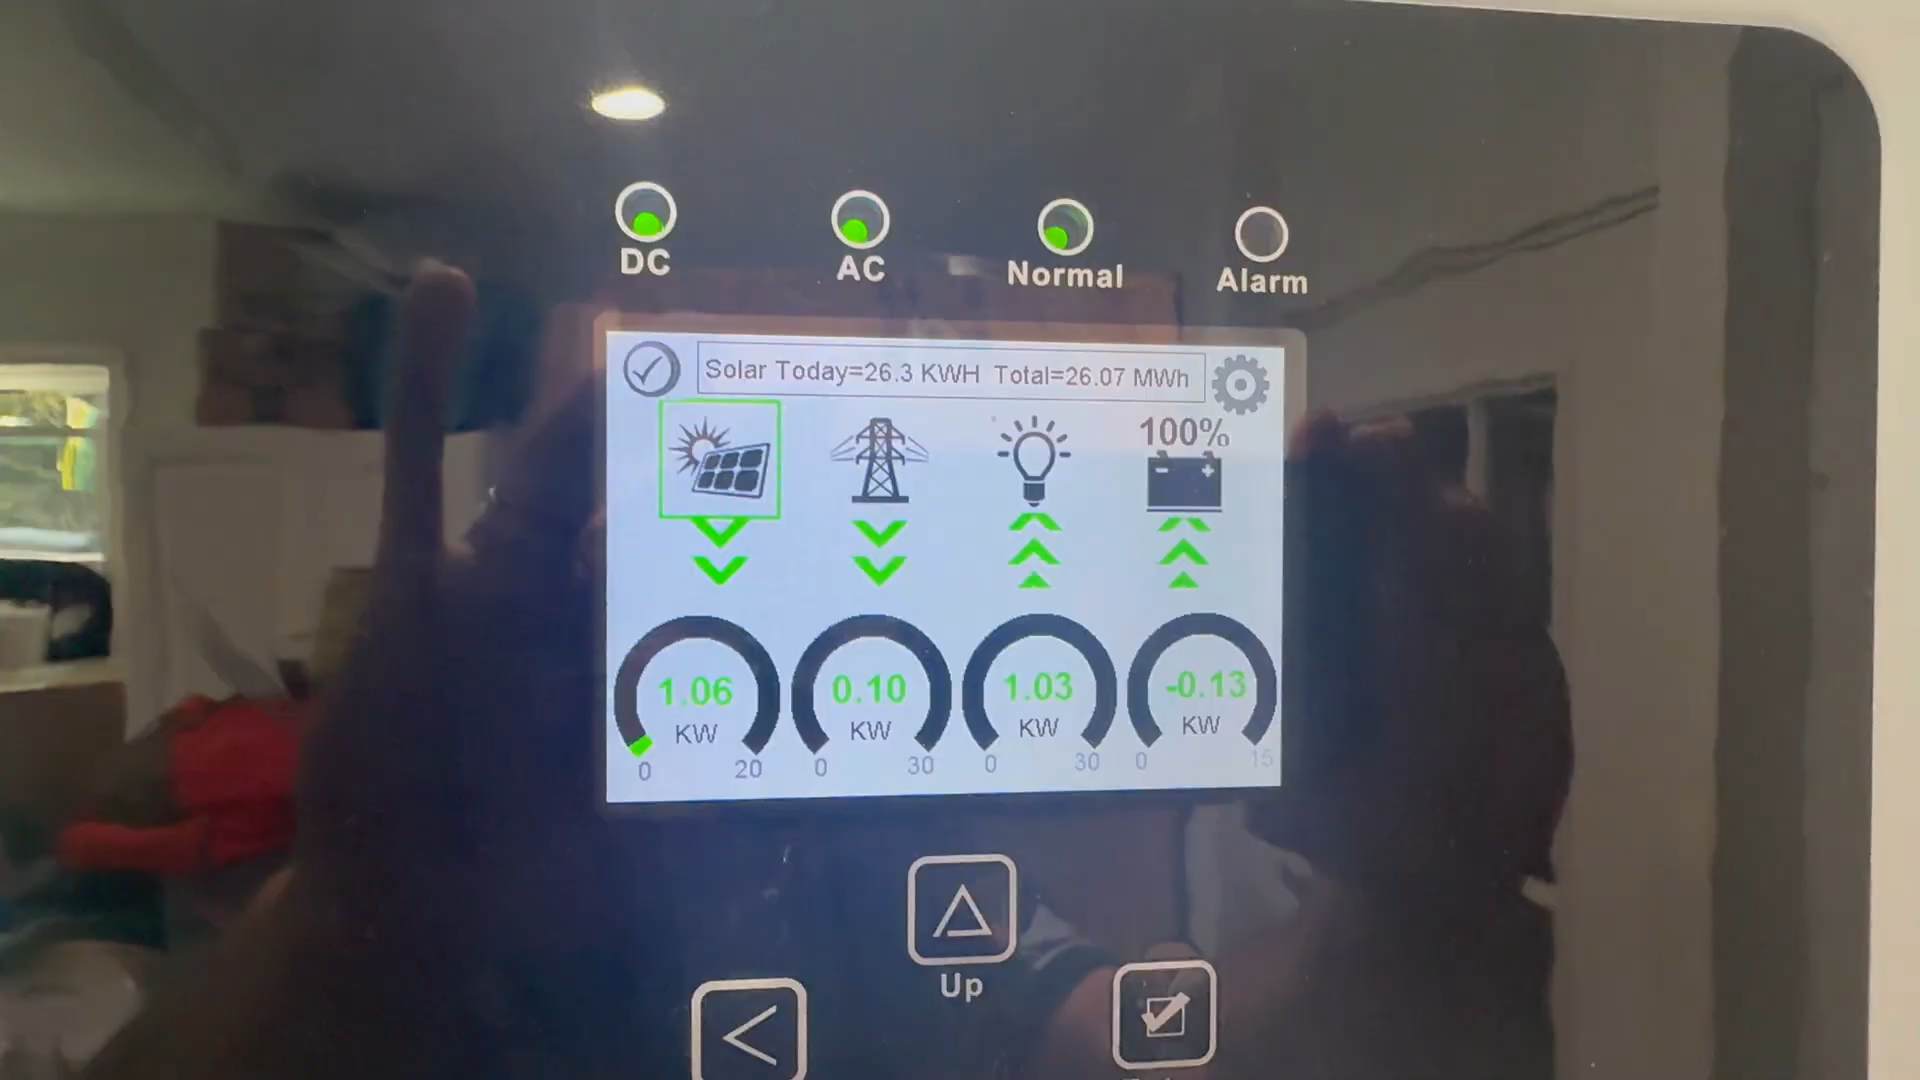 DC AC Normal Alarm
Solar Today=26.3 KWH Total=26.07 MWh
100%
1.06 0.10 1.03 -0.13
KW KW KW KW
0 20 0 30 0 30 0 15
Up